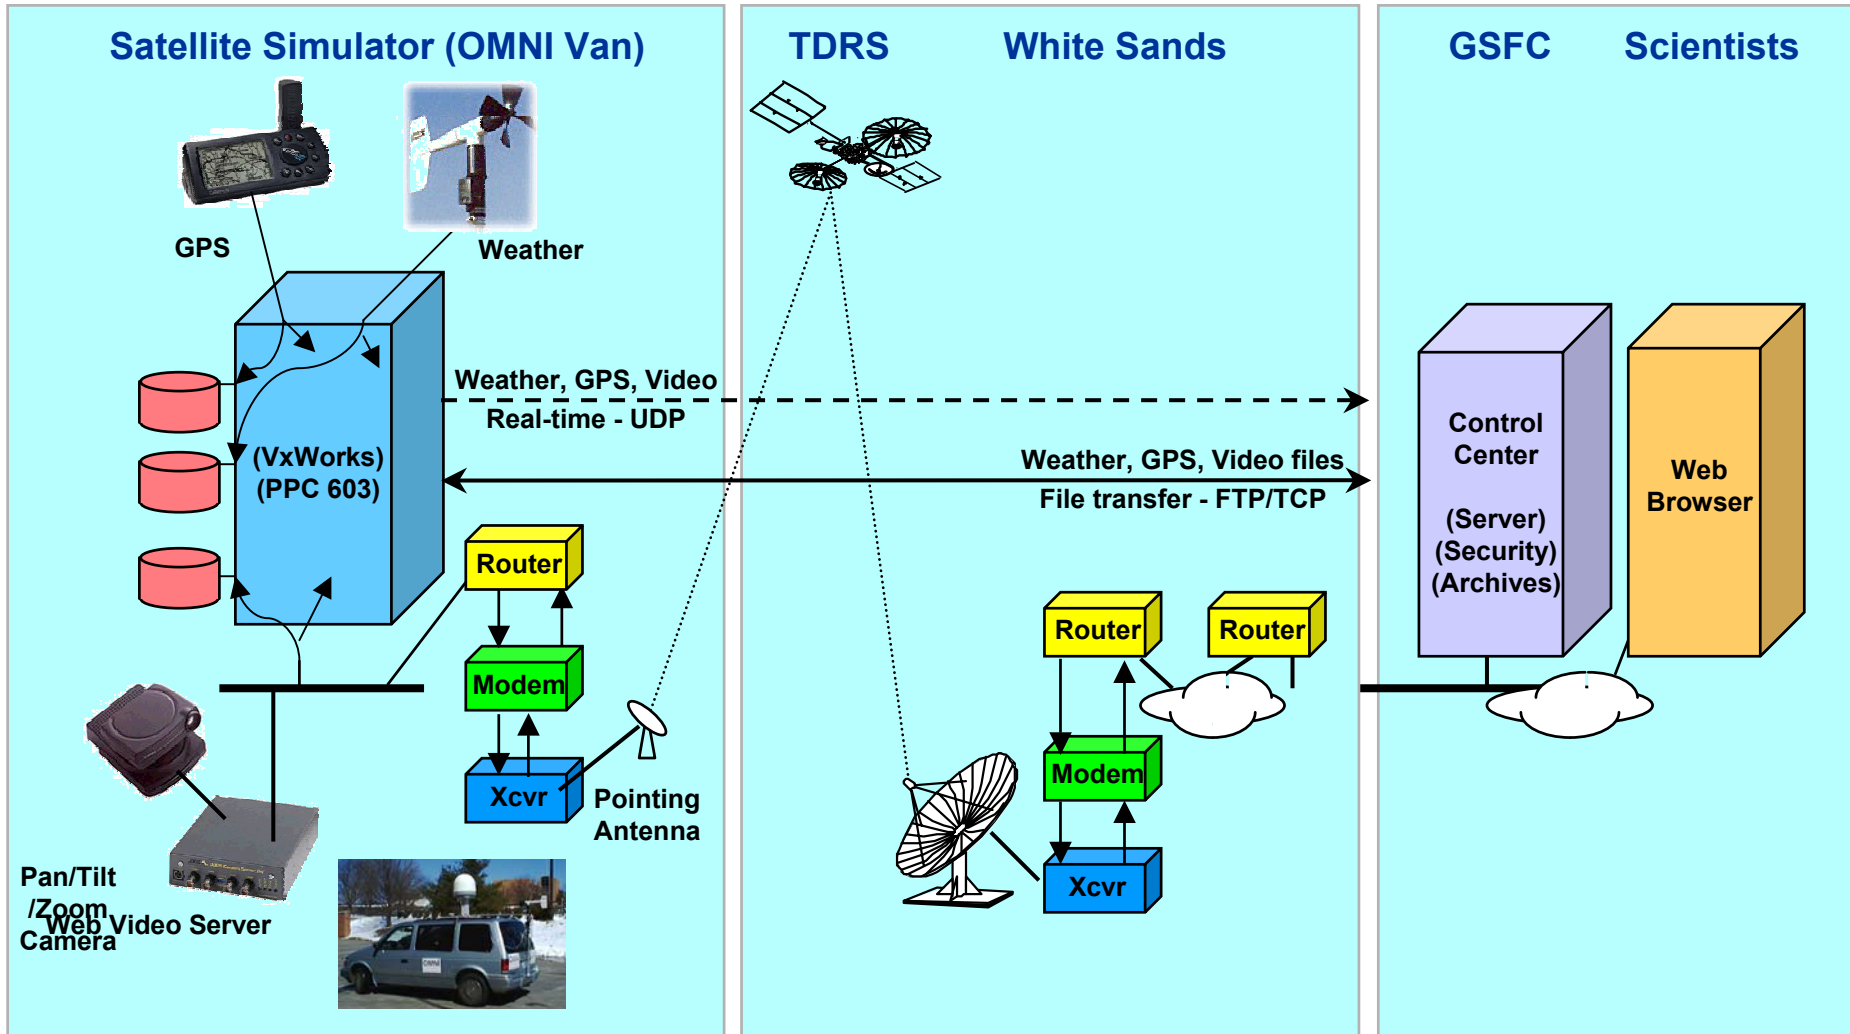 Satellite Simulator (OMNI Van)
TDRS
White Sands
GSFC
Scientists
GPS
Weather
Weather, GPS, Video
Real-time - UDP
Weather, GPS, Video files
File transfer - FTP/TCP
(VxWorks)
(PPC 603)
Router
Modem
Xcvr
Pointing
Antenna
Pan/Tilt
/Zoom
Camera
Web Video Server
OMNI
Router
Router
Modem
Xcvr
Control
Center
(Server)
(Security)
(Archives)
Web
Browser